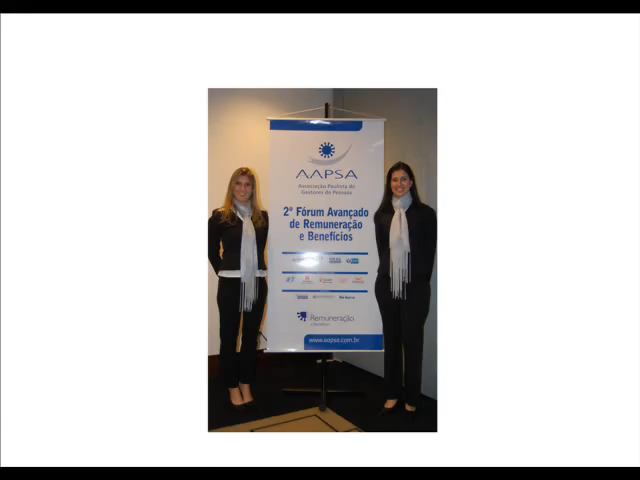 AAPSA
Associação Paulista de
Gestores de Pessoas
2º Fórum Avançado
de Remuneração
e Benefícios
Remuneração
www.aapsa.com.br